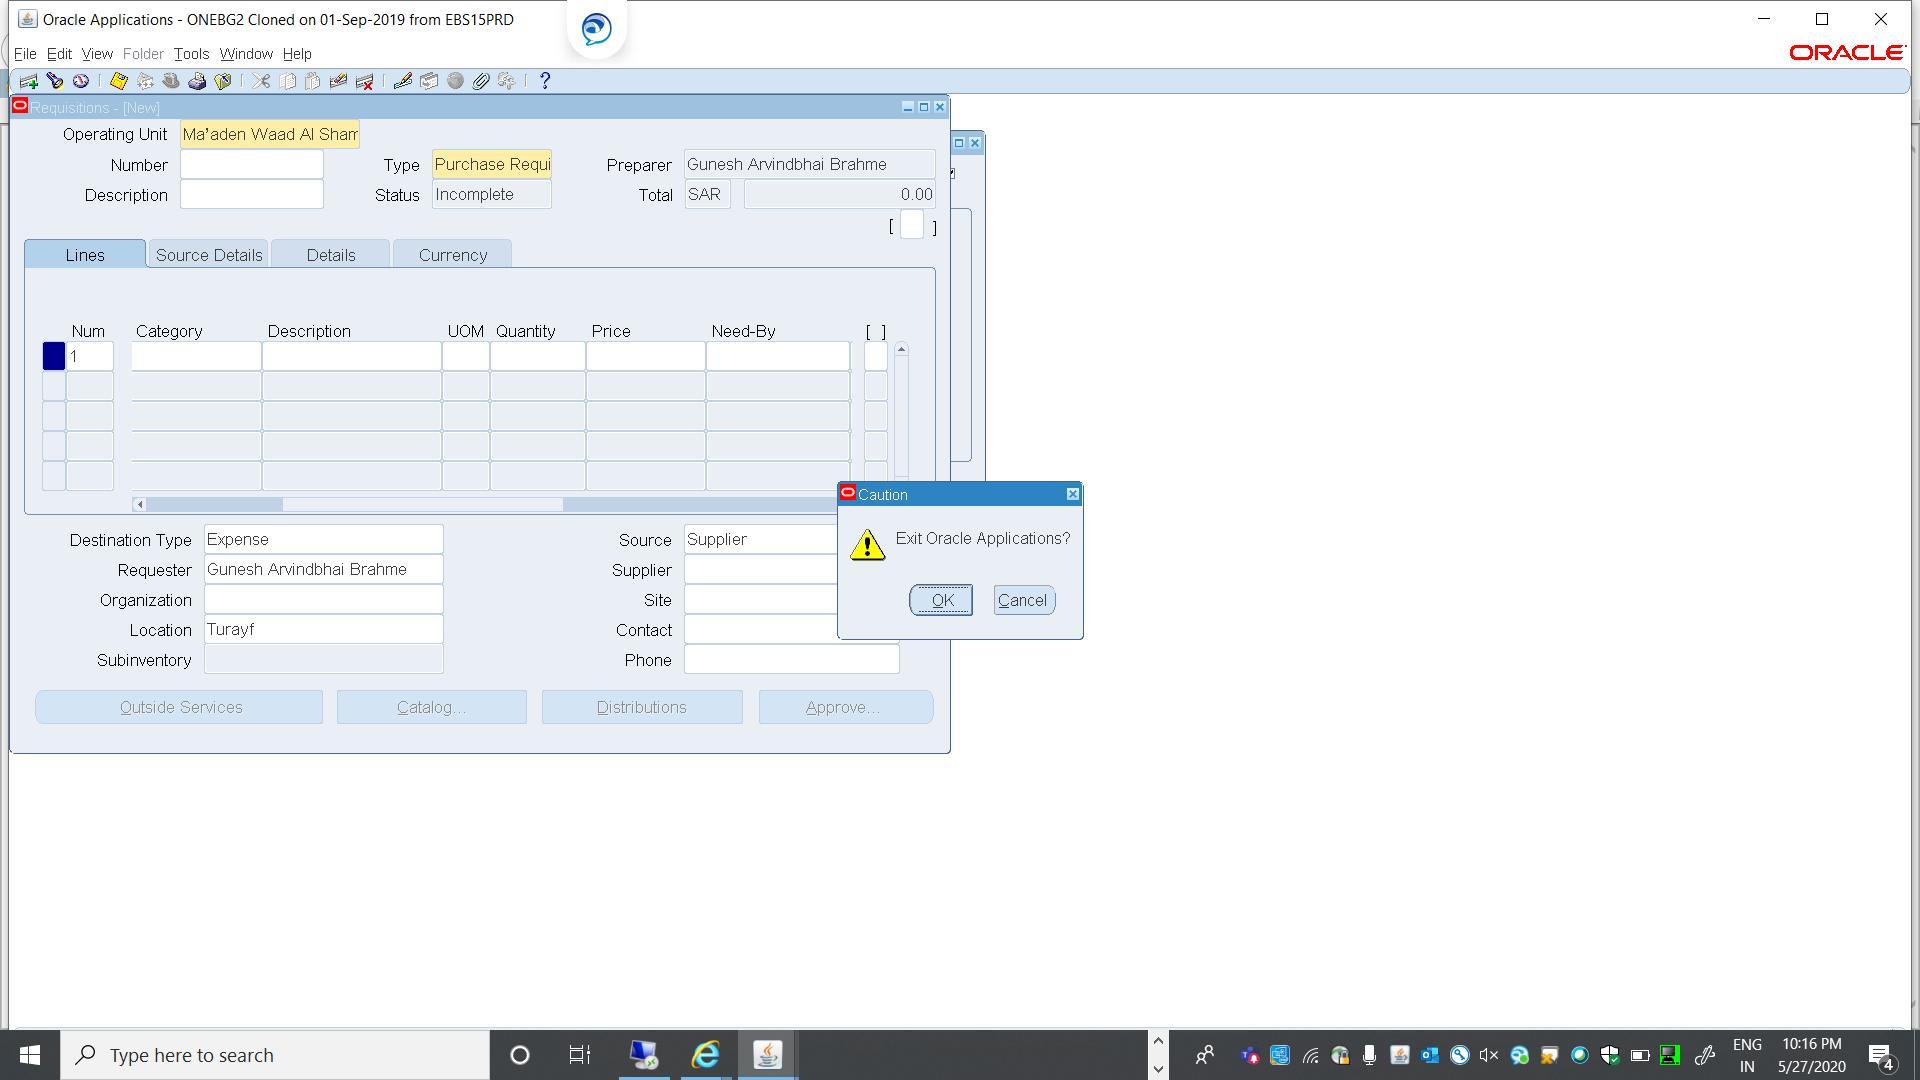 Oracle Applications - ONEBG2 Cloned on 01-Sep-2019 from EBS15PRD
File Edit View Folder Tools Window Help
ORACLE
Requisitions - [New]
Operating Unit Ma'aden Waad Al Sham
Number Type Purchase Requi Preparer Gunesh Arvindbhai Brahme
Description Status Incomplete Total SAR 0.00
[ ]
Lines Source Details Details Currency
Num Category Description UOM Quantity Price Need-By [ ]
1
Caution
Exit Oracle Applications?
OK Cancel
Destination Type Expense Source Supplier
Requester Gunesh Arvindbhai Brahme Supplier
Organization Site
Location Turayf Contact
Subinventory Phone
Outside Services Catalog... Distributions Approve...
Type here to search
ENG
IN
10:16 PM
5/27/2020
4